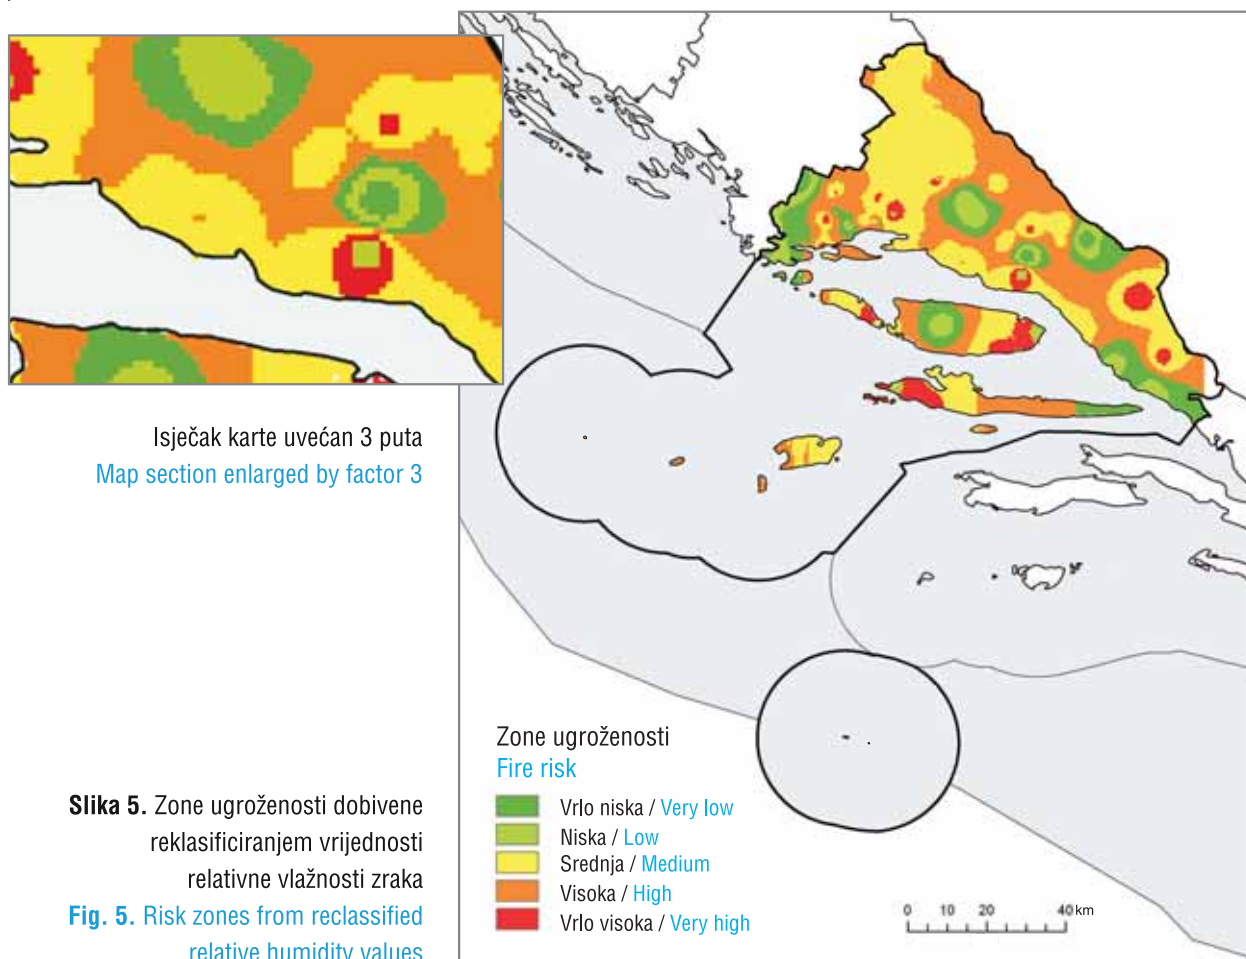 Isječak karte uvećan 3 puta
Map section enlarged by factor 3
Zone ugroženosti
Fire risk
Vrlo niska / Very low
Niska / Low
Srednja / Medium
Visoka / High
Vrlo visoka / Very high
0 10 20 40 km
Slika 5. Zone ugroženosti dobivene
reklasificiranjem vrijednosti
relativne vlažnosti zraka
Fig. 5. Risk zones from reclassified
relative humidity values